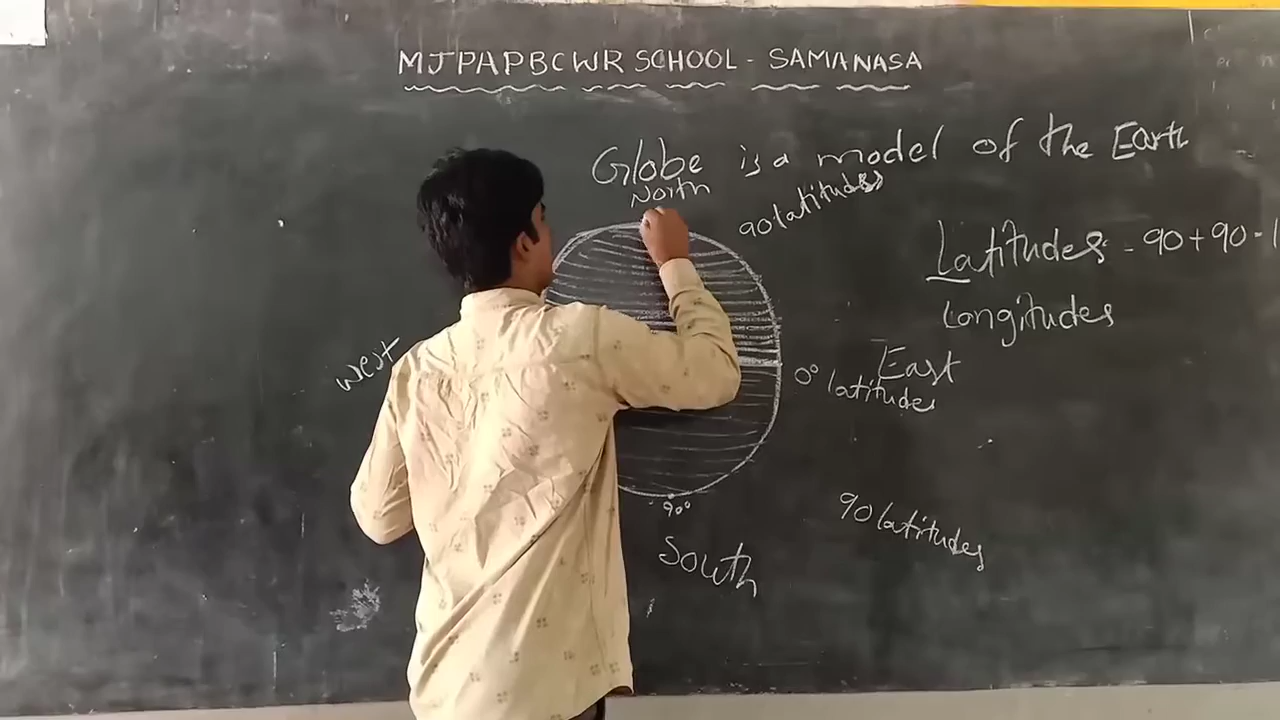 MJPAPBCWR SCHOOL - SAMANASA
Globe is a model of the Earth
North
90 latitudes
Latitudes - 90+90-1
Longitudes
West
East
0° latitudes
90°
90 latitudes
South